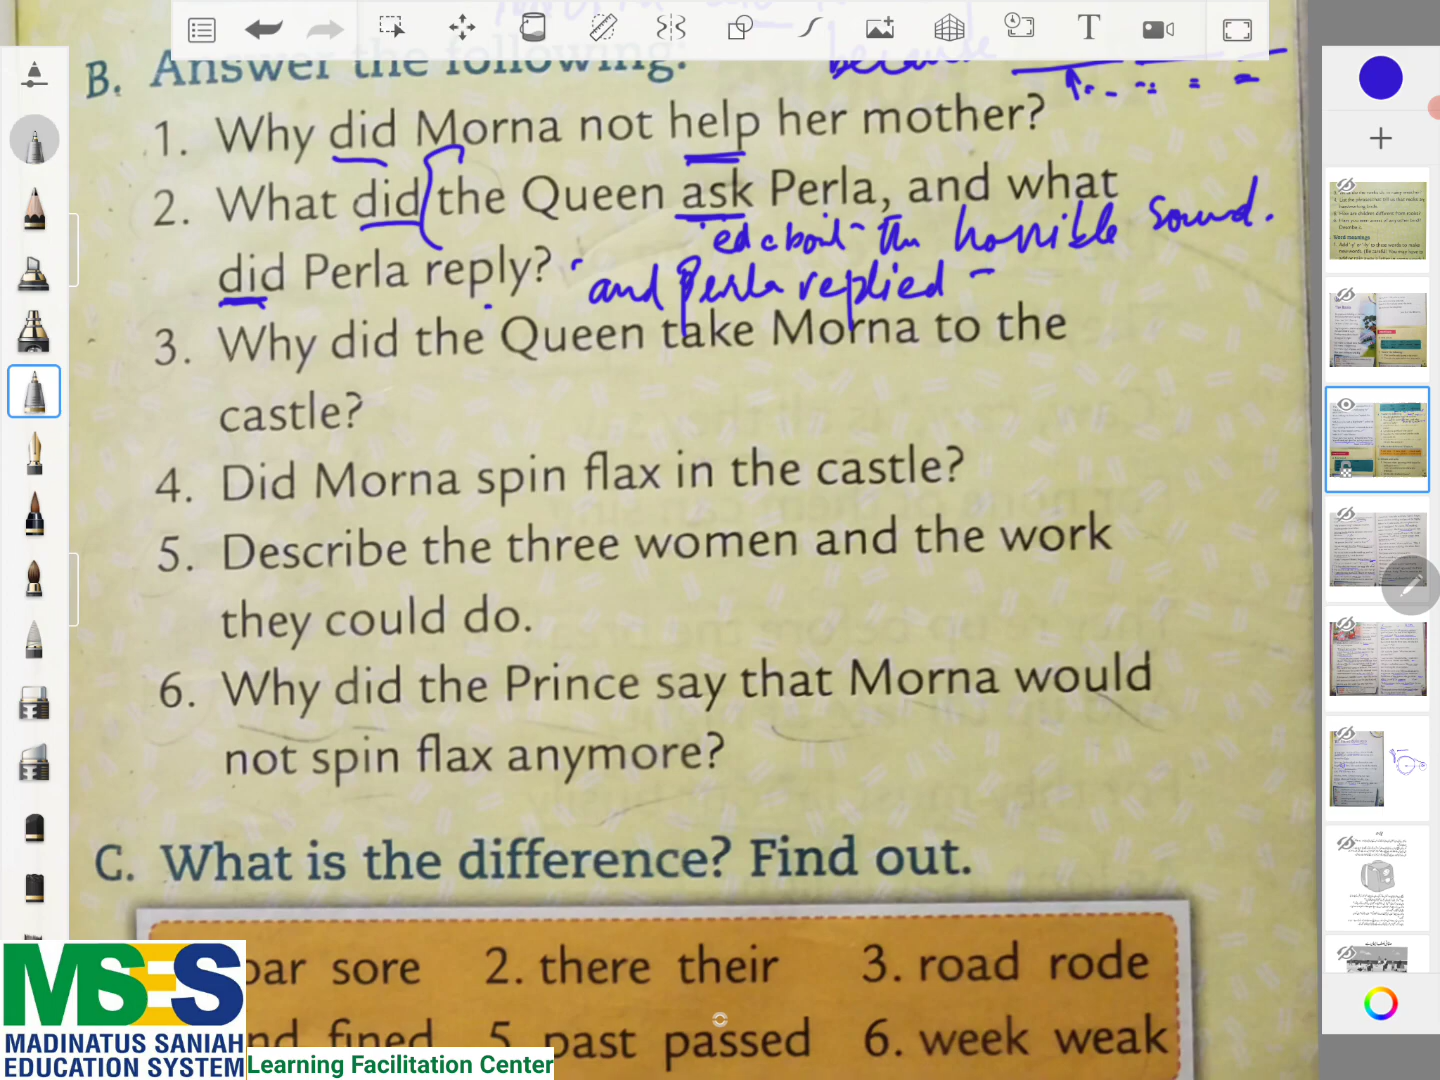 B. Answer the following:
because
1. Why did Morna not help her mother?
2. What did the Queen ask Perla, and what
ed about the horrible sound.
did Perla reply? and Perla replied
3. Why did the Queen take Morna to the
castle?
4. Did Morna spin flax in the castle?
5. Describe the three women and the work
they could do.
6. Why did the Prince say that Morna would
not spin flax anymore?
C. What is the difference? Find out.
oar sore 2. there their 3. road rode
nd fined 5. past passed 6. week weak
MSES
MADINATUS SANIAH
EDUCATION SYSTEM
Learning Facilitation Center